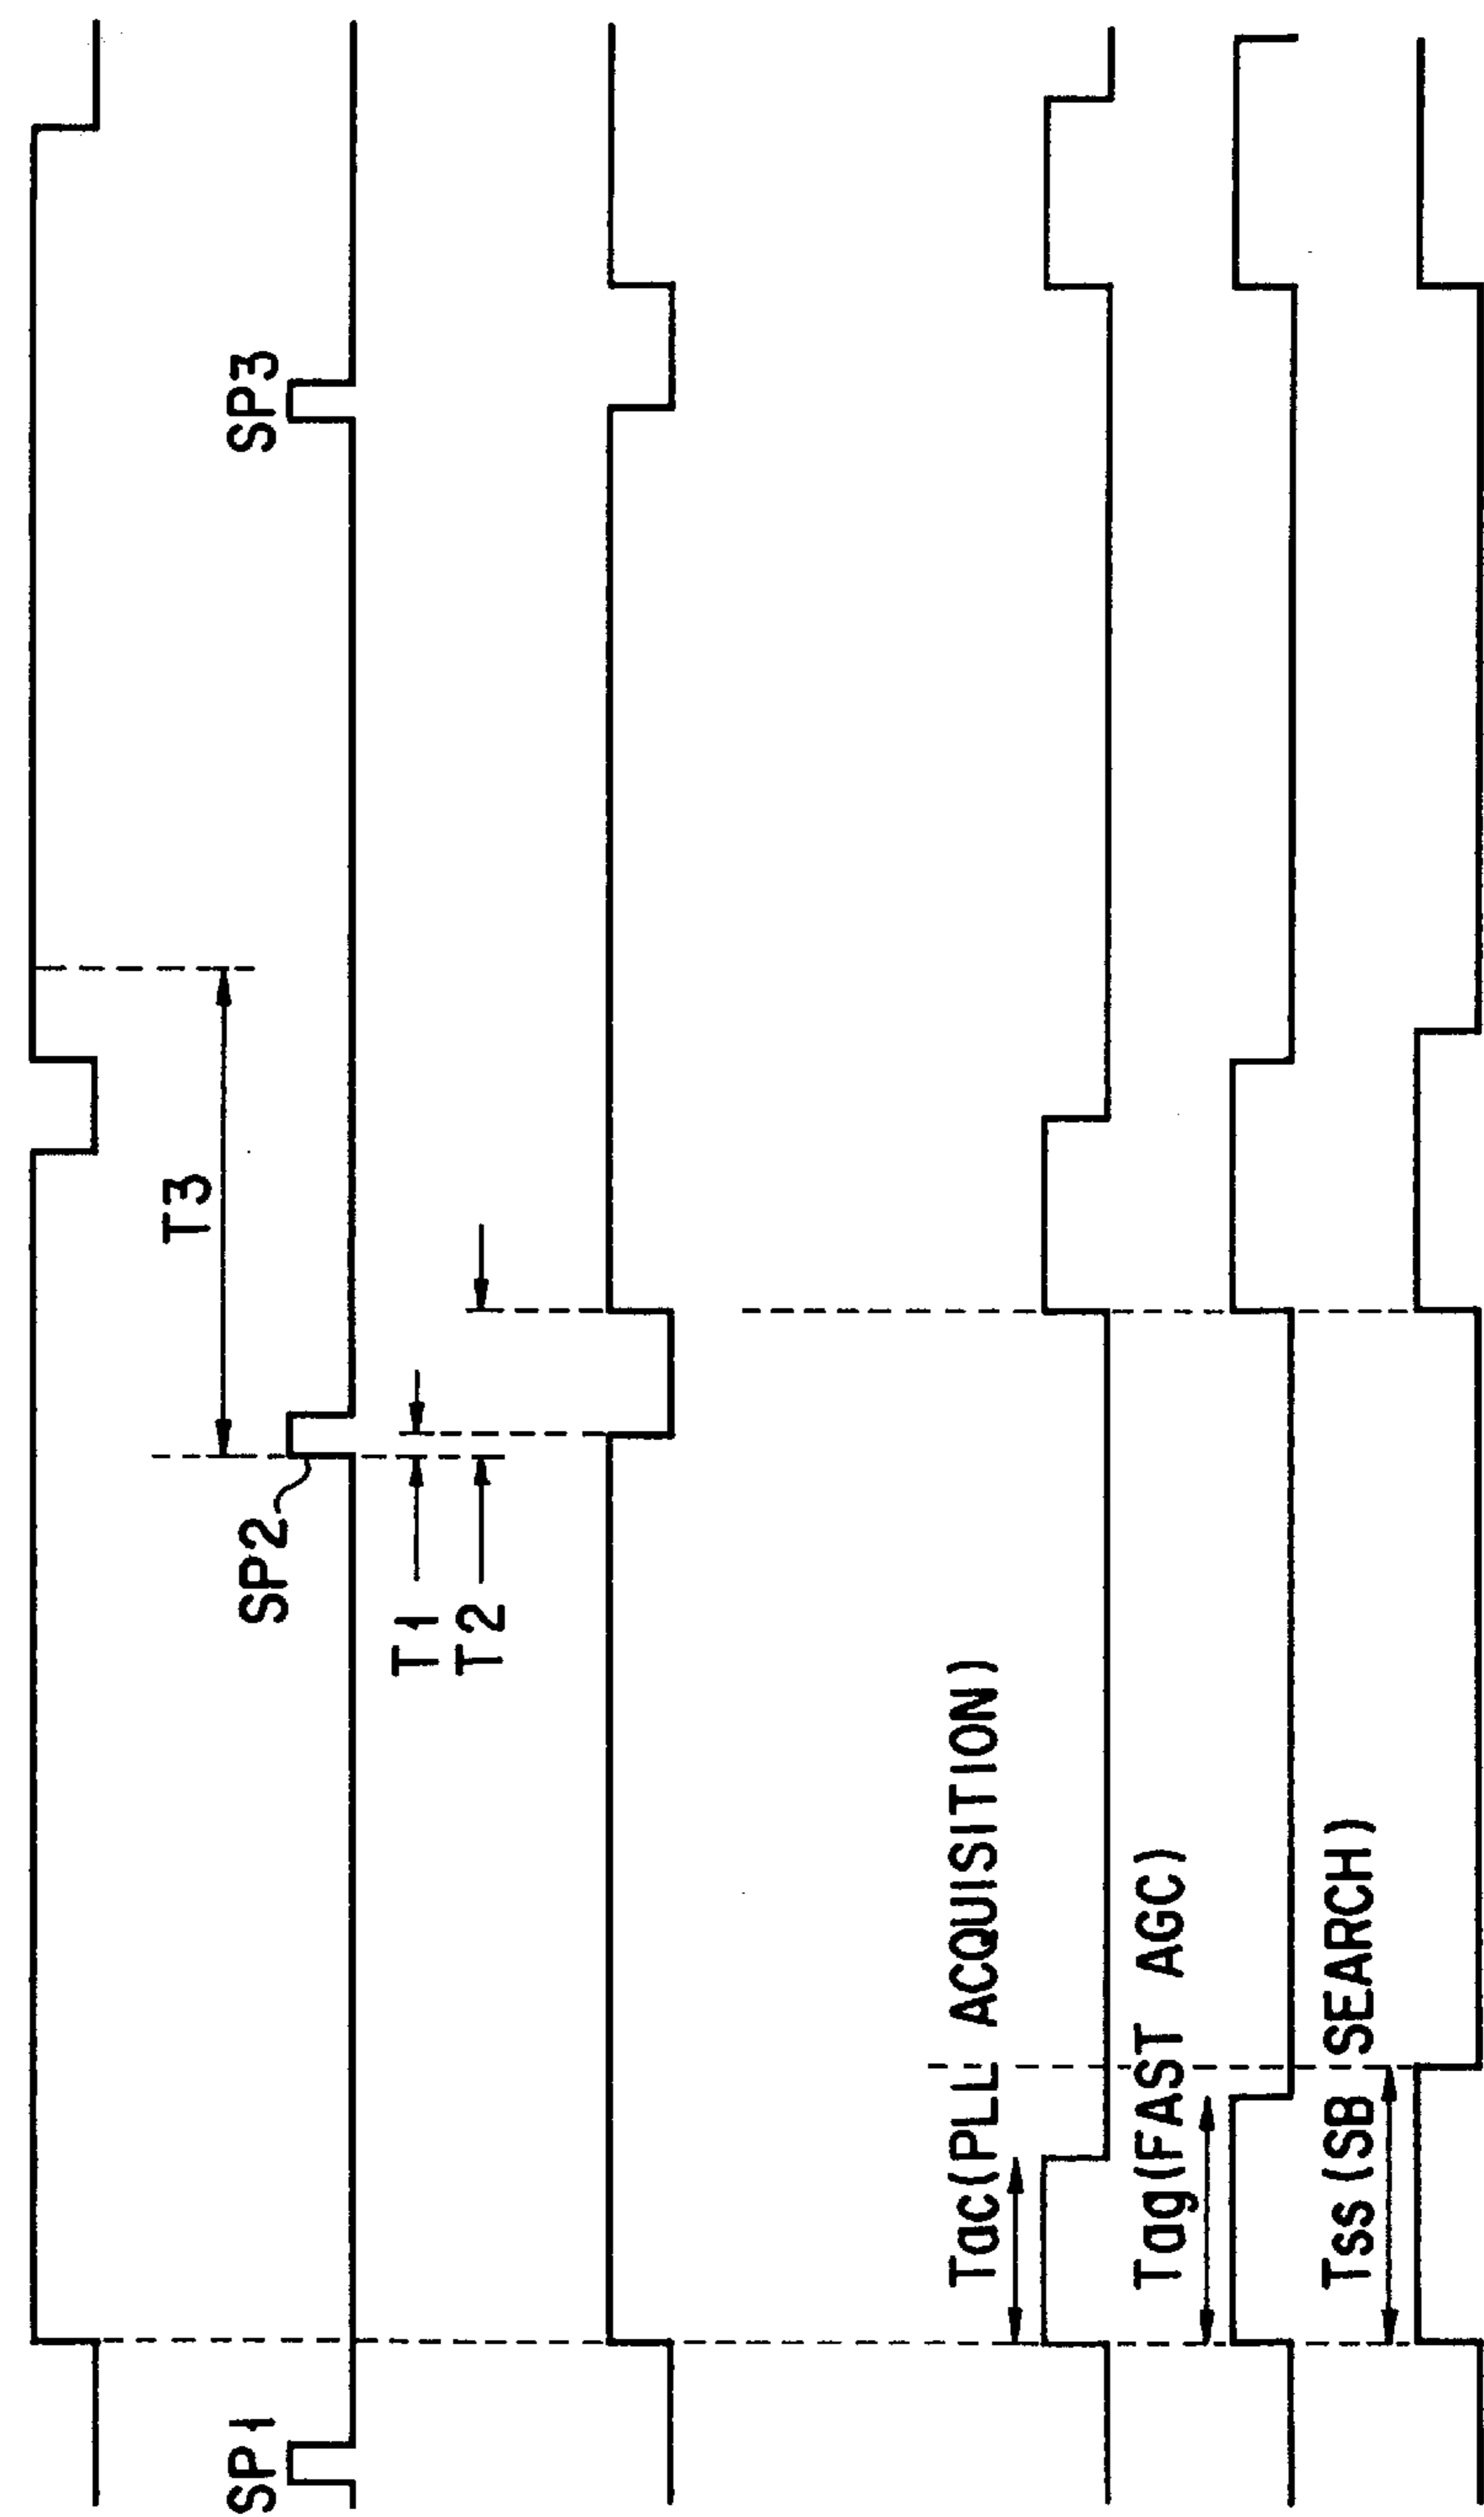 SP1
SP2
SP3
T3
T1
T2
Tac(PLL ACQUISITION)
Tag(FAST AGC)
Tss(SB SEARCH)